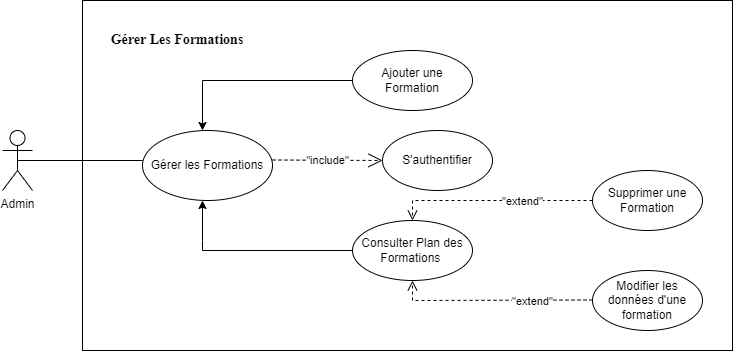 Gérer Les Formations
Ajouter une
Formation
Gérer les Formations
"include"
S'authentifier
Admin
"extend"
Supprimer une
Formation
Consulter Plan des
Formations
"extend"
Modifier les
données d'une
formation